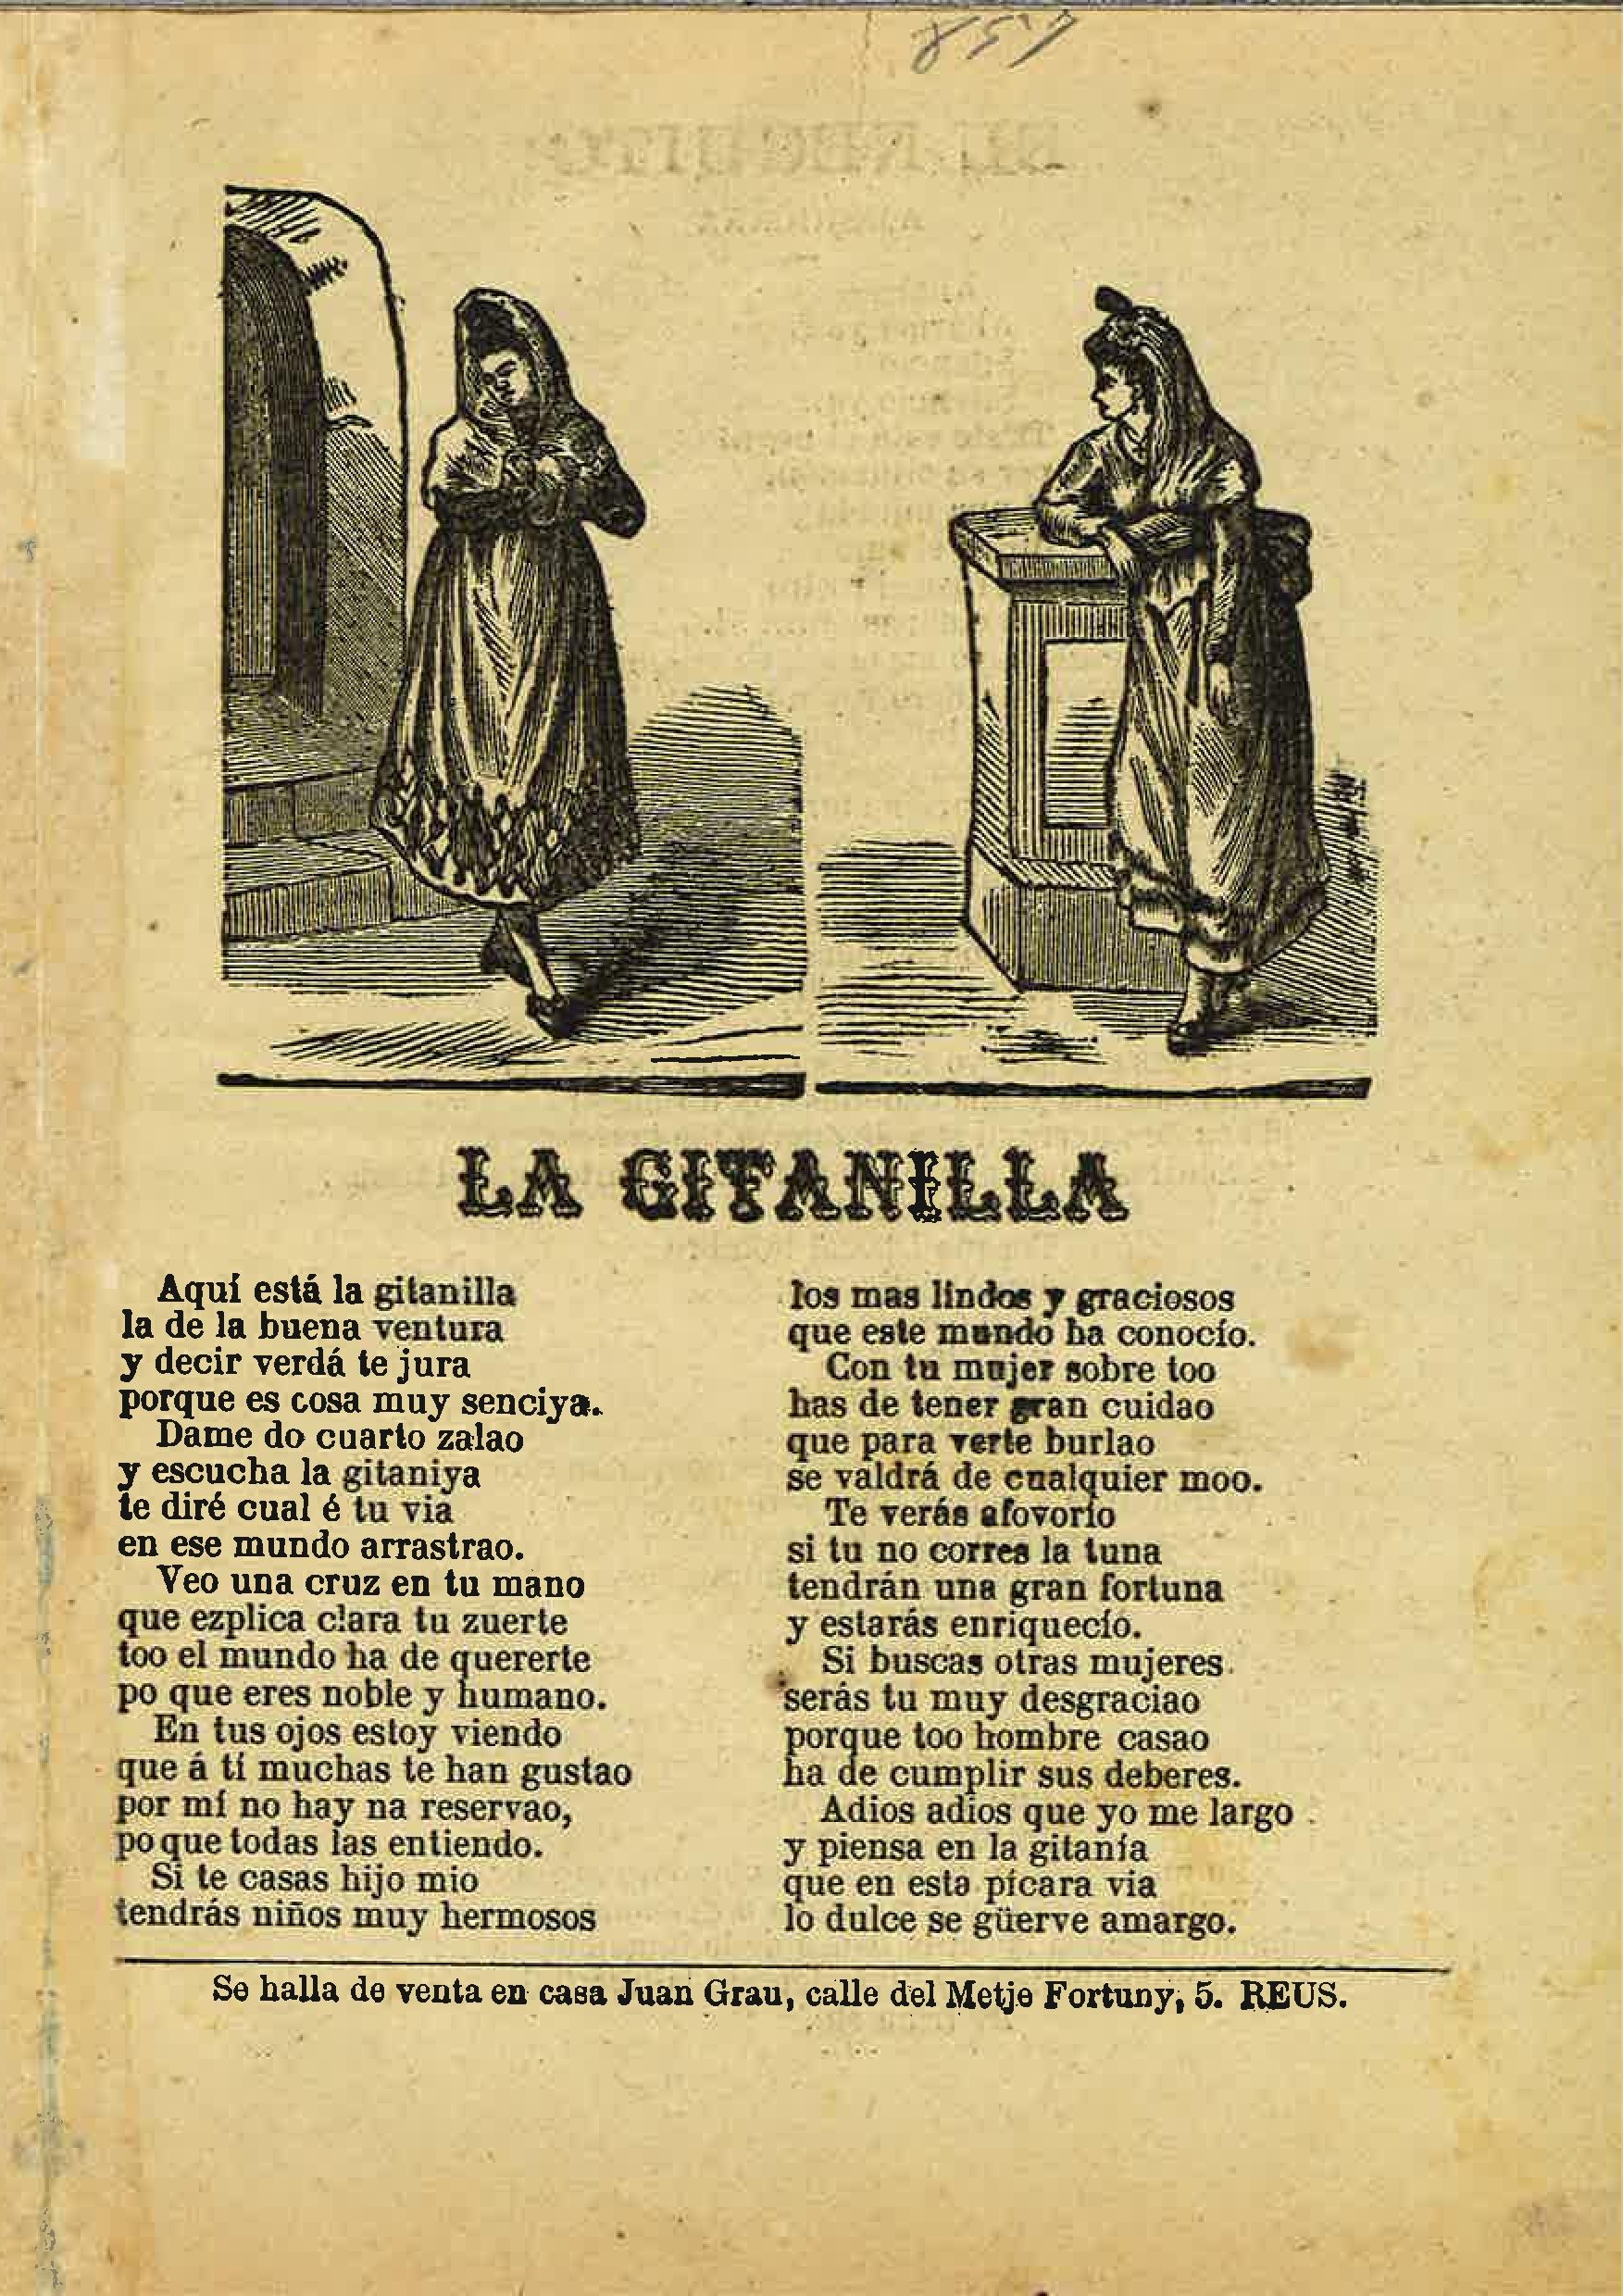 LA GITANILLA
Aquí está la gitanilla
la de la buena ventura
y decir verdá te jura
porque es cosa muy senciya.
Dame do cuarto zalao
y escucha la gitaniya
te diré cual é tu via
en ese mundo arrastrao.
Veo una cruz en tu mano
que ezplica clara tu zuerte
too el mundo ha de quererte
po que eres noble y humano.
En tus ojos estoy viendo
que á tí muchas te han gustao
por mí no hay na reservao,
po que todas las entiendo.
Si te casas hijo mio
tendrás niños muy hermosos
los mas lindos y graciosos
que este mundo ha conocío.
Con tu mujer sobre too
has de tener gran cuidao
que para verte burlao
se valdrá de cualquier moo.
Te verás afovorío
si tu no corres la tuna
tendrán una gran fortuna
y estarás enriquecío.
Si buscas otras mujeres.
serás tu muy desgraciao
porque too hombre casao
ha de cumplir sus deberes.
Adios adios que yo me largo
y piensa en la gitanía
que en esta pícara via
lo dulce se güerve amargo.
Se halla de venta en casa Juan Grau, calle del Metje Fortuny, 5. REUS.